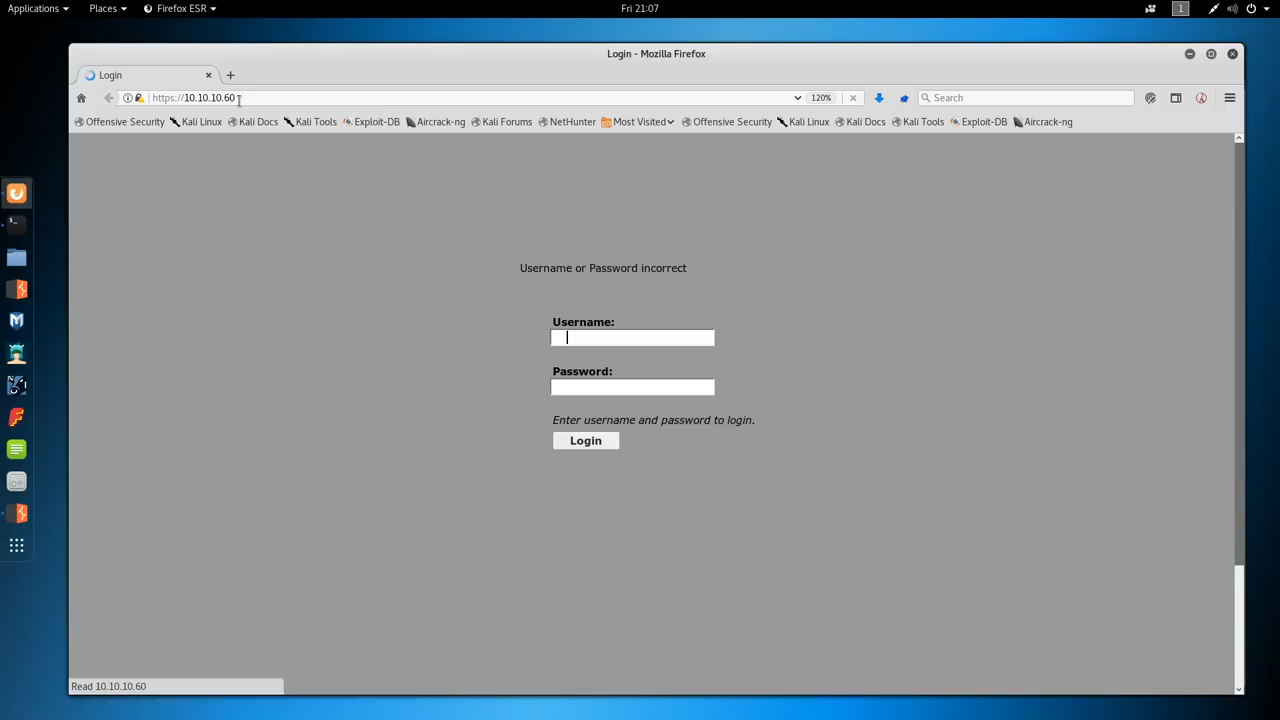 Applications Places Firefox ESR Fri 21:07 1
Login - Mozilla Firefox
Login
https://10.10.10.60 120% Search
Offensive Security Kali Linux Kali Docs Kali Tools Exploit-DB Aircrack-ng Kali Forums NetHunter Most Visited Offensive Security Kali Linux Kali Docs Kali Tools Exploit-DB Aircrack-ng
Username or Password incorrect
Username:
Password:
Enter username and password to login.
Login
Read 10.10.10.60